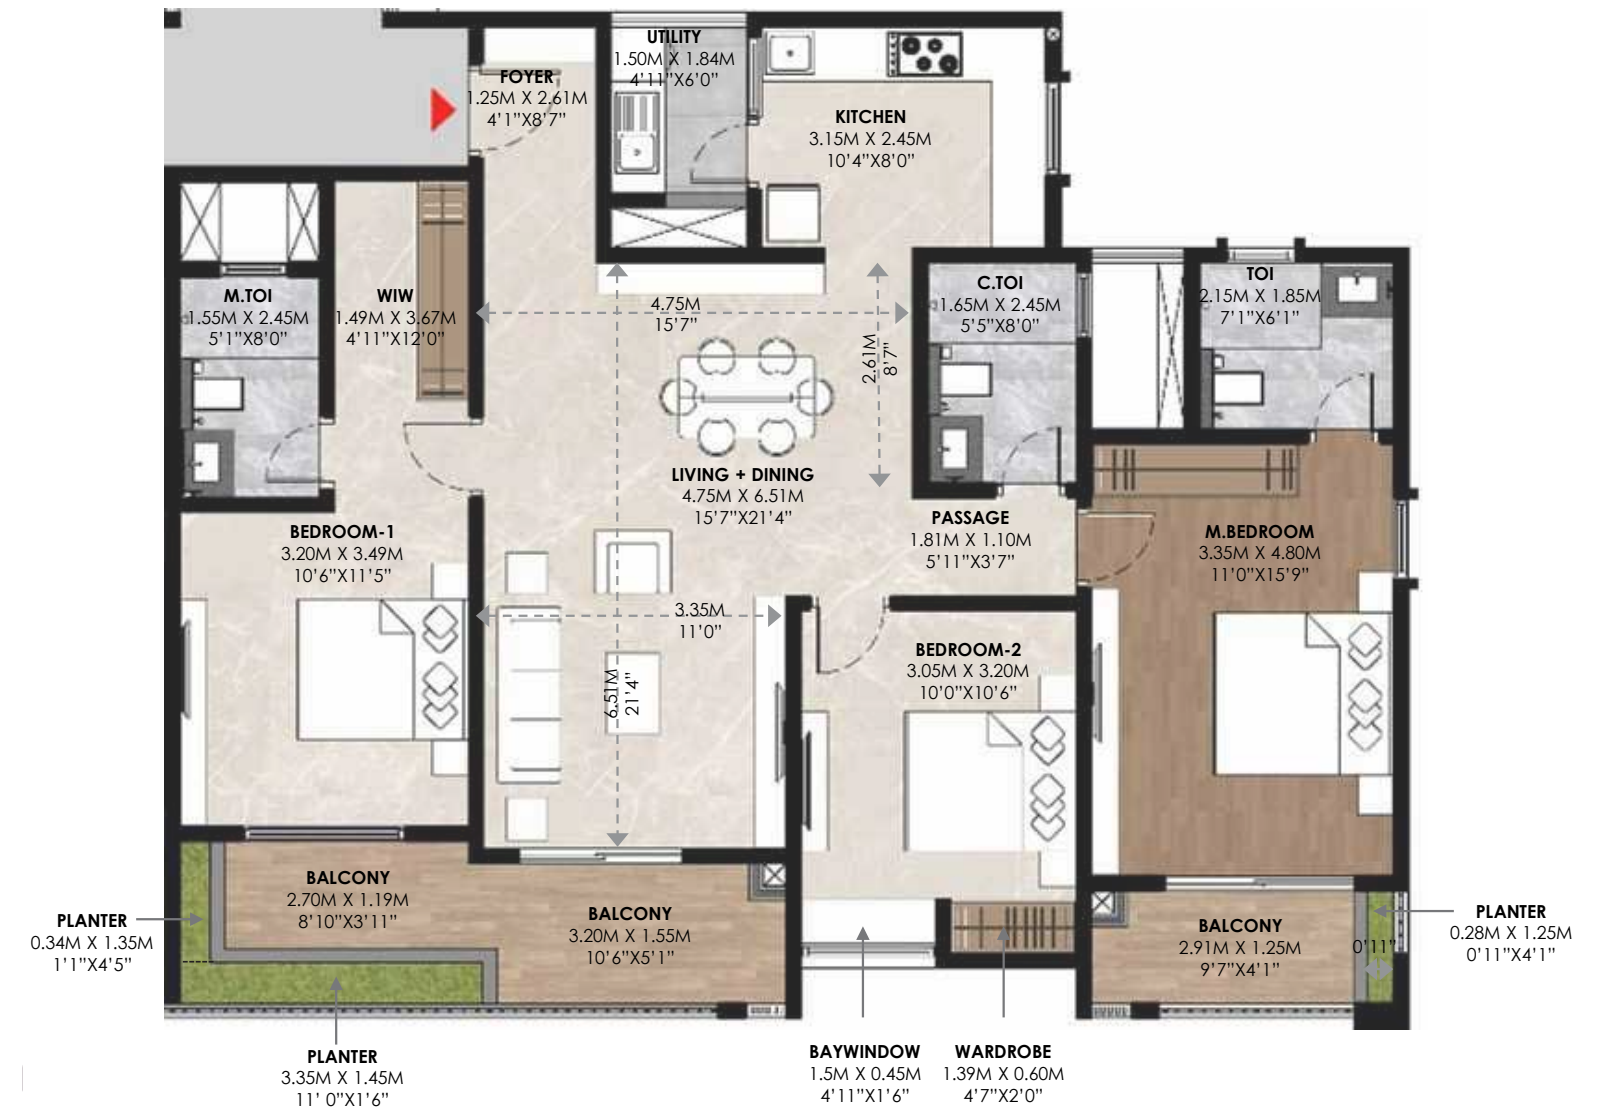 UTILITY
1.50M X 1.84M
4'11"X6'0"
FOYER
1.25M X 2.61M
4'1"X8'7"
KITCHEN
3.15M X 2.45M
10'4"X8'0"
M.TOI
1.55M X 2.45M
5'1"X8'0"
WIW
1.49M X 3.67M
4'11"X12'0"
4.75M
15'7"
2.61M
8'7"
C.TOI
1.65M X 2.45M
5'5"X8'0"
TOI
2.15M X 1.85M
7'1"X6'1"
LIVING + DINING
4.75M X 6.51M
15'7"X21'4"
PASSAGE
1.81M X 1.10M
5'11"X3'7"
M.BEDROOM
3.35M X 4.80M
11'0"X15'9"
BEDROOM-1
3.20M X 3.49M
10'6"X11'5"
3.35M
11'0"
6.51M
21'4"
BEDROOM-2
3.05M X 3.20M
10'0"X10'6"
BALCONY
2.70M X 1.19M
8'10"X3'11"
BALCONY
3.20M X 1.55M
10'6"X5'1"
BALCONY
2.91M X 1.25M
9'7"X4'1"
0'11"
PLANTER
0.34M X 1.35M
1'1"X4'5"
PLANTER
0.28M X 1.25M
0'11"X4'1"
PLANTER
3.35M X 1.45M
11' 0"X1'6"
BAYWINDOW
1.5M X 0.45M
4'11"X1'6"
WARDROBE
1.39M X 0.60M
4'7"X2'0"